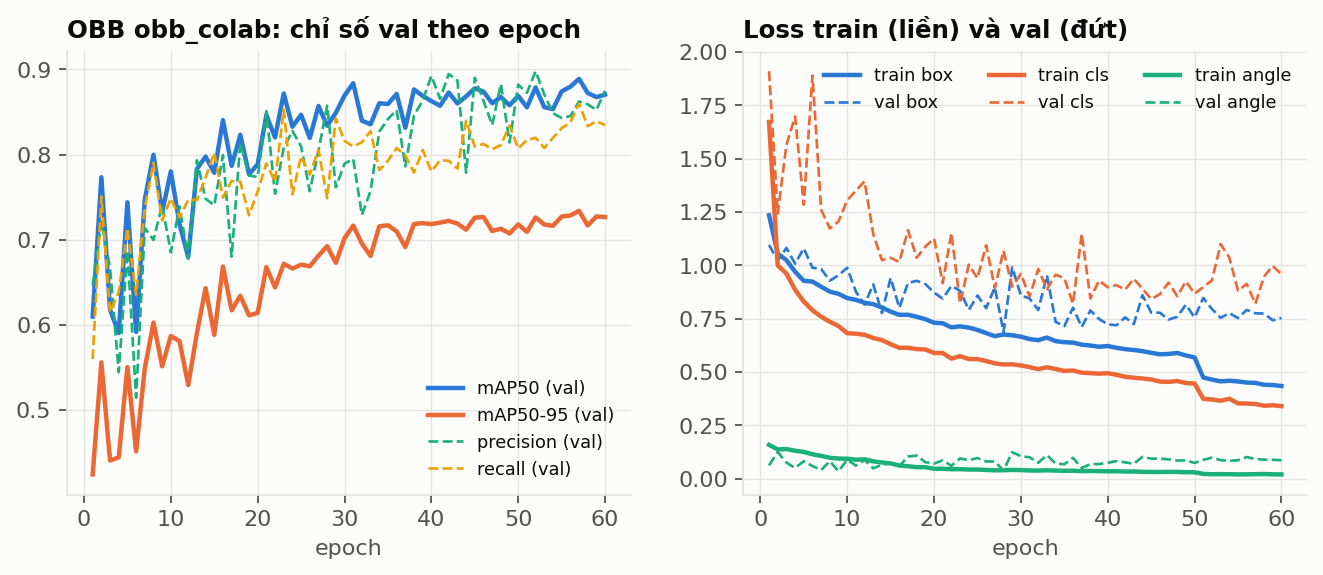 OBB obb_colab: chỉ số val theo epoch
0.9
0.8
0.7
0.6
0.5
mAP50 (val)
mAP50-95 (val)
precision (val)
recall (val)
0 10 20 30 40 50 60
epoch
Loss train (liền) và val (đứt)
2.00
1.75
1.50
1.25
1.00
0.75
0.50
0.25
0.00
train box train cls train angle
val box val cls val angle
0 10 20 30 40 50 60
epoch